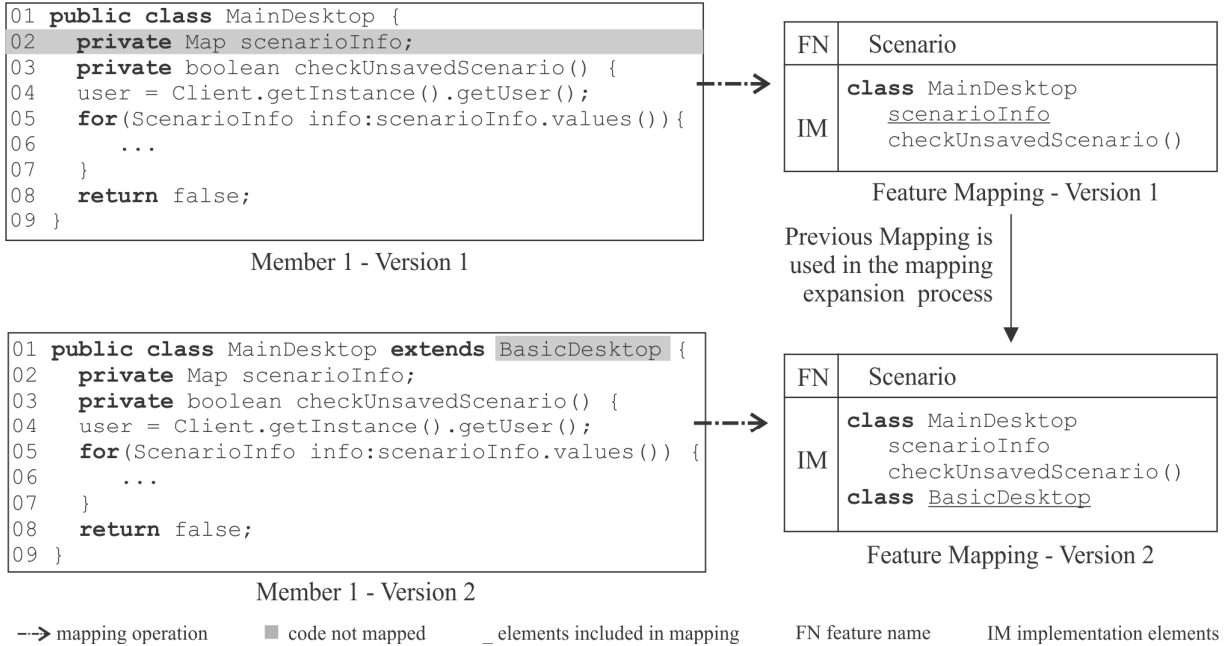 01 public class MainDesktop {
02 private Map scenarioInfo;
03 private boolean checkUnsavedScenario() {
04 user = Client.getInstance().getUser();
05 for(ScenarioInfo info:scenarioInfo.values()){
06 ...
07 }
08 return false;
09 }
Member 1 - Version 1
FN Scenario
IM
class MainDesktop
scenarioInfo
checkUnsavedScenario()
Feature Mapping - Version 1
Previous Mapping is
used in the mapping
expansion process
01 public class MainDesktop extends BasicDesktop {
02 private Map scenarioInfo;
03 private boolean checkUnsavedScenario() {
04 user = Client.getInstance().getUser();
05 for(ScenarioInfo info:scenarioInfo.values()) {
06 ...
07 }
08 return false;
09 }
Member 1 - Version 2
FN Scenario
IM
class MainDesktop
scenarioInfo
checkUnsavedScenario()
class BasicDesktop
Feature Mapping - Version 2
mapping operation code not mapped _ elements included in mapping FN feature name IM implementation elements